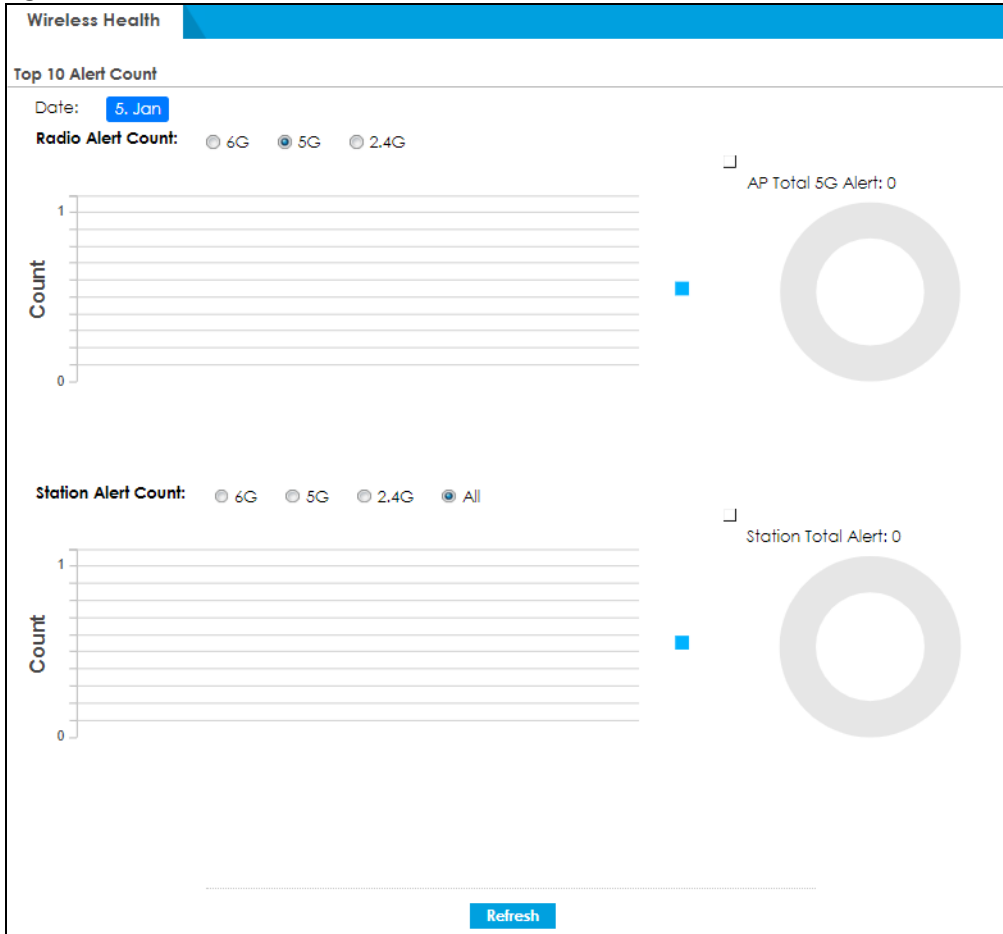 Wireless Health
Top 10 Alert Count
Date: 5. Jan
Radio Alert Count: 6G 5G 2.4G
AP Total 5G Alert: 0
1
Count
0
Station Alert Count: 6G 5G 2.4G All
Station Total Alert: 0
1
Count
0
Refresh